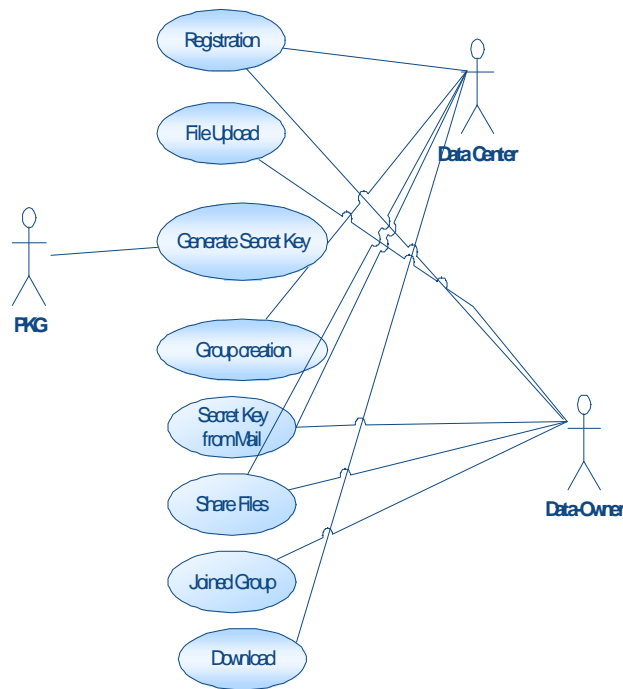 Registration
Data Center
File Upload
Generate Secret Key
PKG
Group creation
Secret Key
from Mail
Share Files
Data-Owner
Joined Group
Download